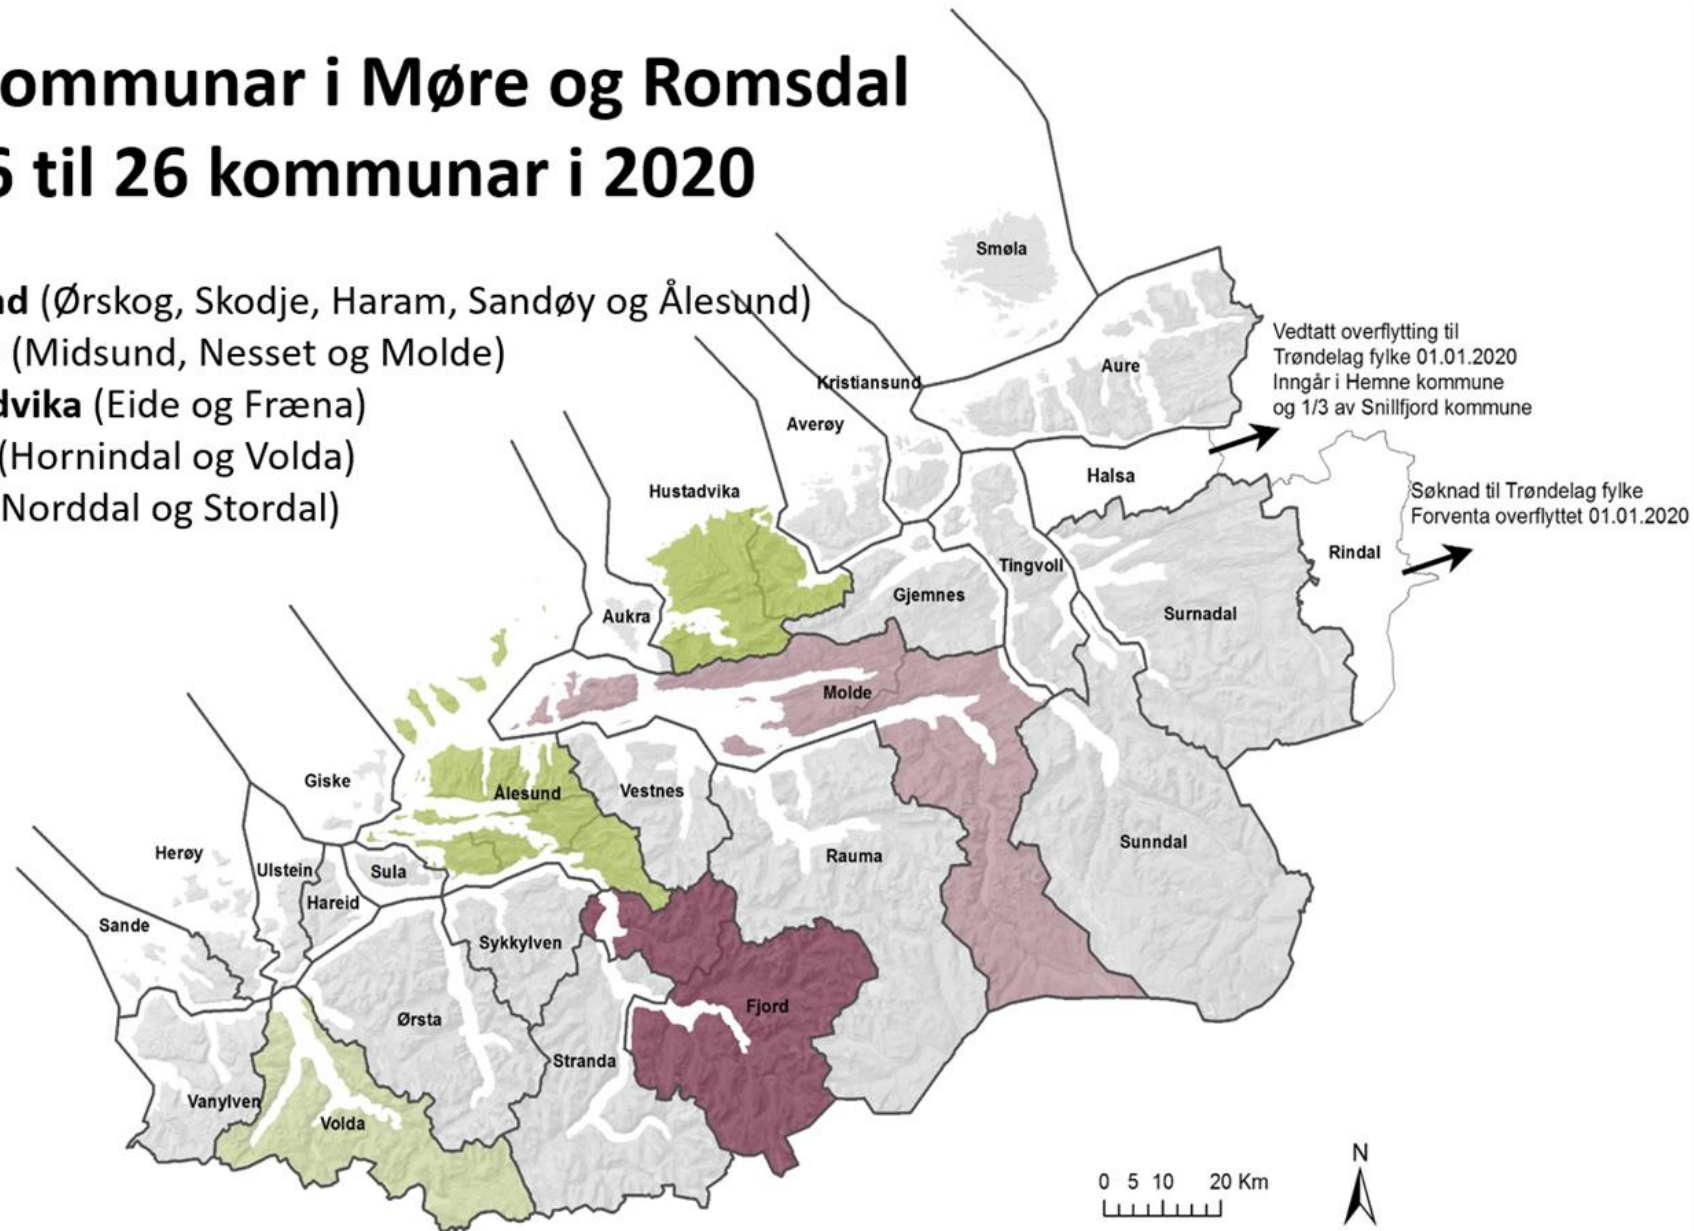 ommunar i Møre og Romsdal
6 til 26 kommunar i 2020
ad (Ørskog, Skodje, Haram, Sandøy og Ålesund)
(Midsund, Nesset og Molde)
dvika (Eide og Fræna)
(Hornindal og Volda)
Norddal og Stordal)
Smøla
Vedtatt overflytting til
Trøndelag fylke 01.01.2020
Inngår i Hemne kommune
og 1/3 av Snillfjord kommune
Aure
Kristiansund
Averøy
Halsa
Hustadvika
Søknad til Trøndelag fylke
Forventa overflyttet 01.01.2020
Rindal
Tingvoll
Gjemnes
Aukra
Surnadal
Molde
Giske
Ålesund
Vestnes
Sunndal
Rauma
Herøy
Ulstein
Sula
Hareid
Sande
Sykkylven
Fjord
Ørsta
Stranda
Vanylven
Volda
N
0 5 10 20 Km